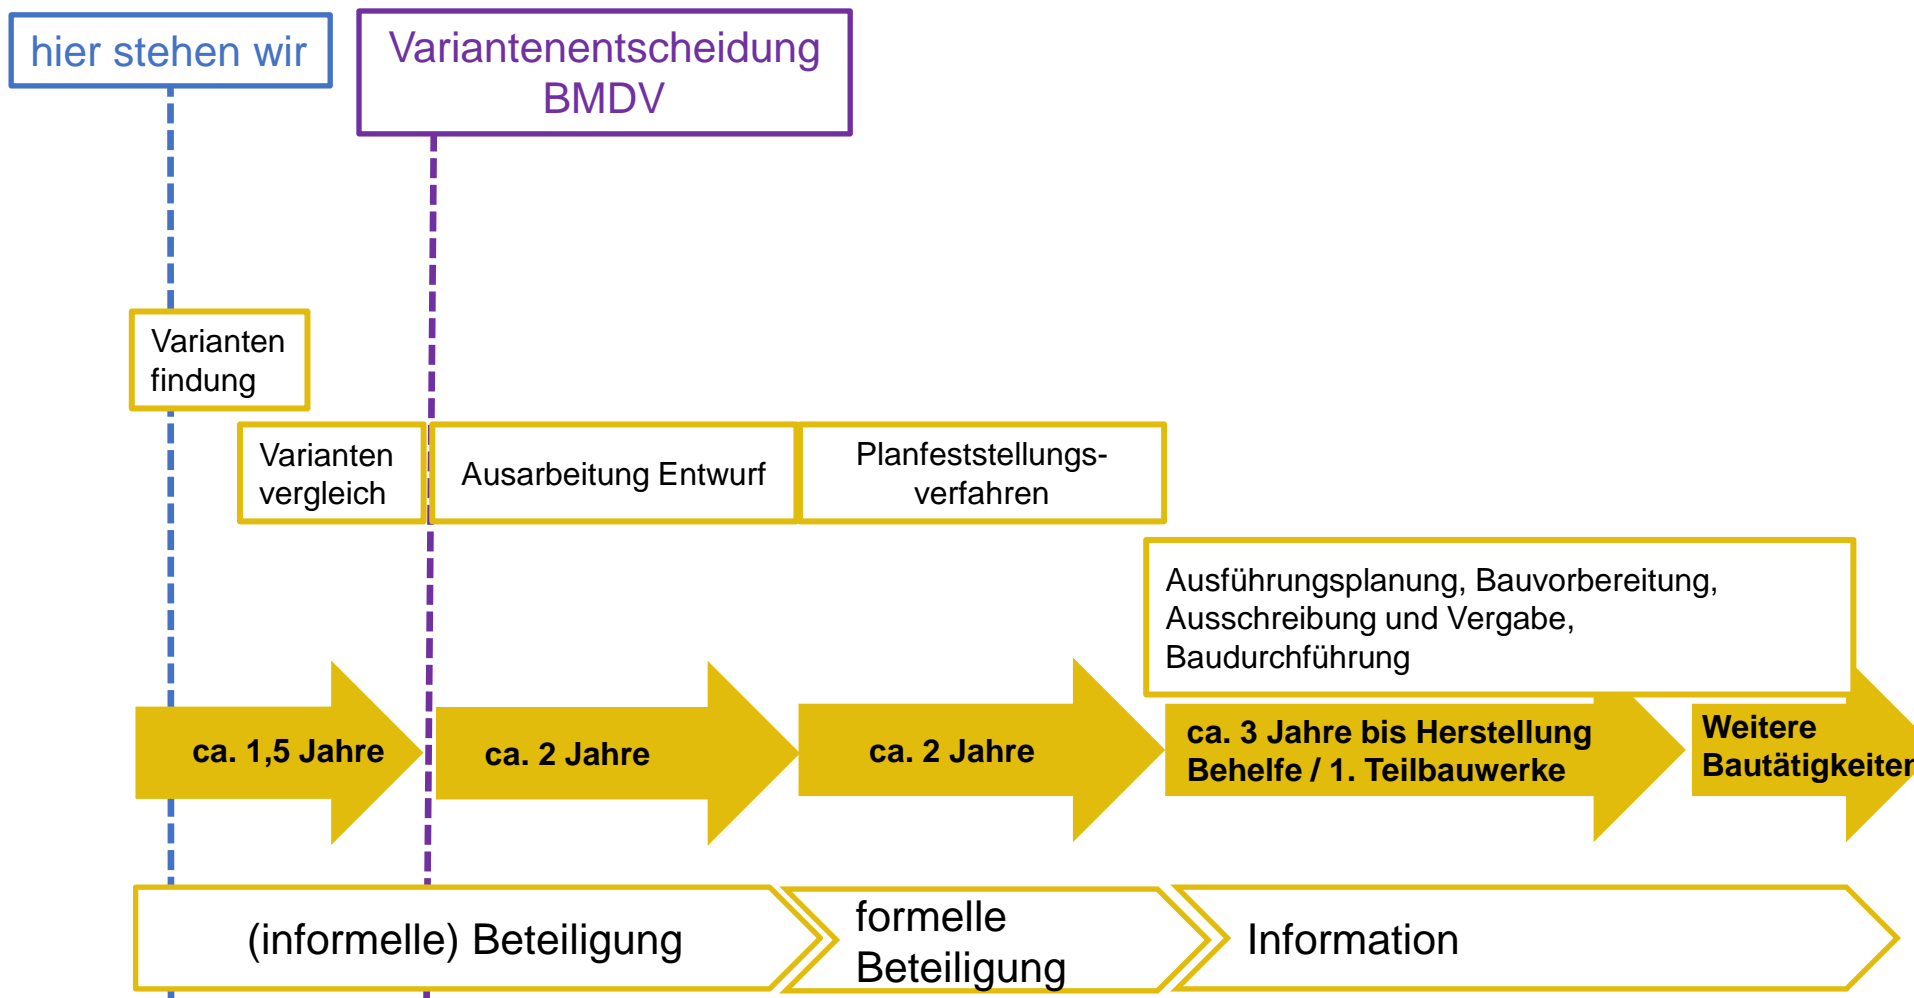 hier stehen wir
Variantenentscheidung
BMDV
Varianten
findung
Varianten
vergleich
Ausarbeitung Entwurf
Planfeststellungs-
verfahren
Ausführungsplanung, Bauvorbereitung,
Ausschreibung und Vergabe,
Baudurchführung
ca. 1,5 Jahre
ca. 2 Jahre
ca. 2 Jahre
ca. 3 Jahre bis Herstellung
Behelfe / 1. Teilbauwerke
Weitere
Bautätigkeiten
(informelle) Beteiligung
formelle
Beteiligung
Information